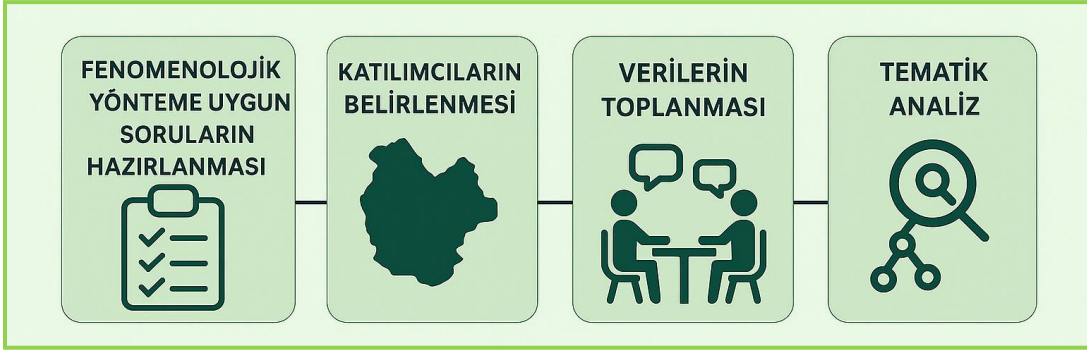 FENOMENOLOJİK
YÖNTEME UYGUN
SORULARIN
HAZIRLANMASI
KATILIMCILARIN
BELİRLENMESİ
VERİLERİN
TOPLANMASI
TEMATİK
ANALİZ